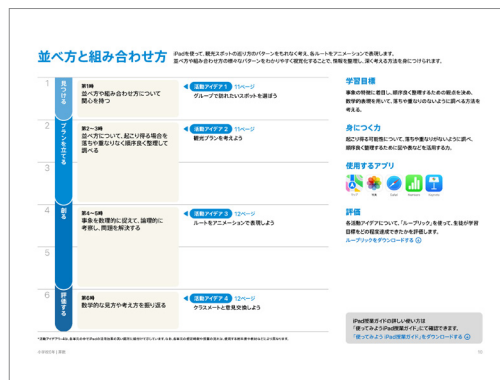 並べ方と組み合わせ方
iPadを使って、観光スポットの巡り方のパターンをもれなく考え、各ルートをアニメーションで表現します。
並べ方や組み合わせ方の様々なパターンをわかりやすく視覚化することで、情報を整理し、深く考える方法を身につけられます。
1
見つける
第1時
並べ方や組み合わせ方について
関心を持つ
活動アイデア 1 11ページ
グループで訪れたいスポットを選ぼう
2
プランを立てる
第2〜3時
並べ方について、起こり得る場合を
落ちや重なりなく順序良く整理して
調べる
活動アイデア 2 11ページ
観光プランを考えよう
3
4
創る
第4〜5時
事象を数理的に捉えて、論理的に
考察し、問題を解決する
活動アイデア 3 12ページ
ルートをアニメーションで表現しよう
5
6
評価する
第6時
数学的な見方や考え方を振り返る
活動アイデア 4 12ページ
クラスメートと意見交換しよう
学習目標
事象の特徴に着目し、順序良く整理するための観点を決め、
数学的表現を用いて、落ちや重なりのないように調べる方法を
考える。
身につく力
起こり得る可能性について、落ちや重なりがないように調べ、
順序良く整理するために図や表などを活用する力。
使用するアプリ
評価
各活動アイデアについて、「ルーブリック」を使って、生徒が学習
目標をどの程度達成できたかを評価します。
ルーブリックをダウンロードする
iPad授業ガイドの詳しい使い方は
「使ってみようiPad授業ガイド」にて確認できます。
「使ってみよう iPad授業ガイド」をダウンロードする
10